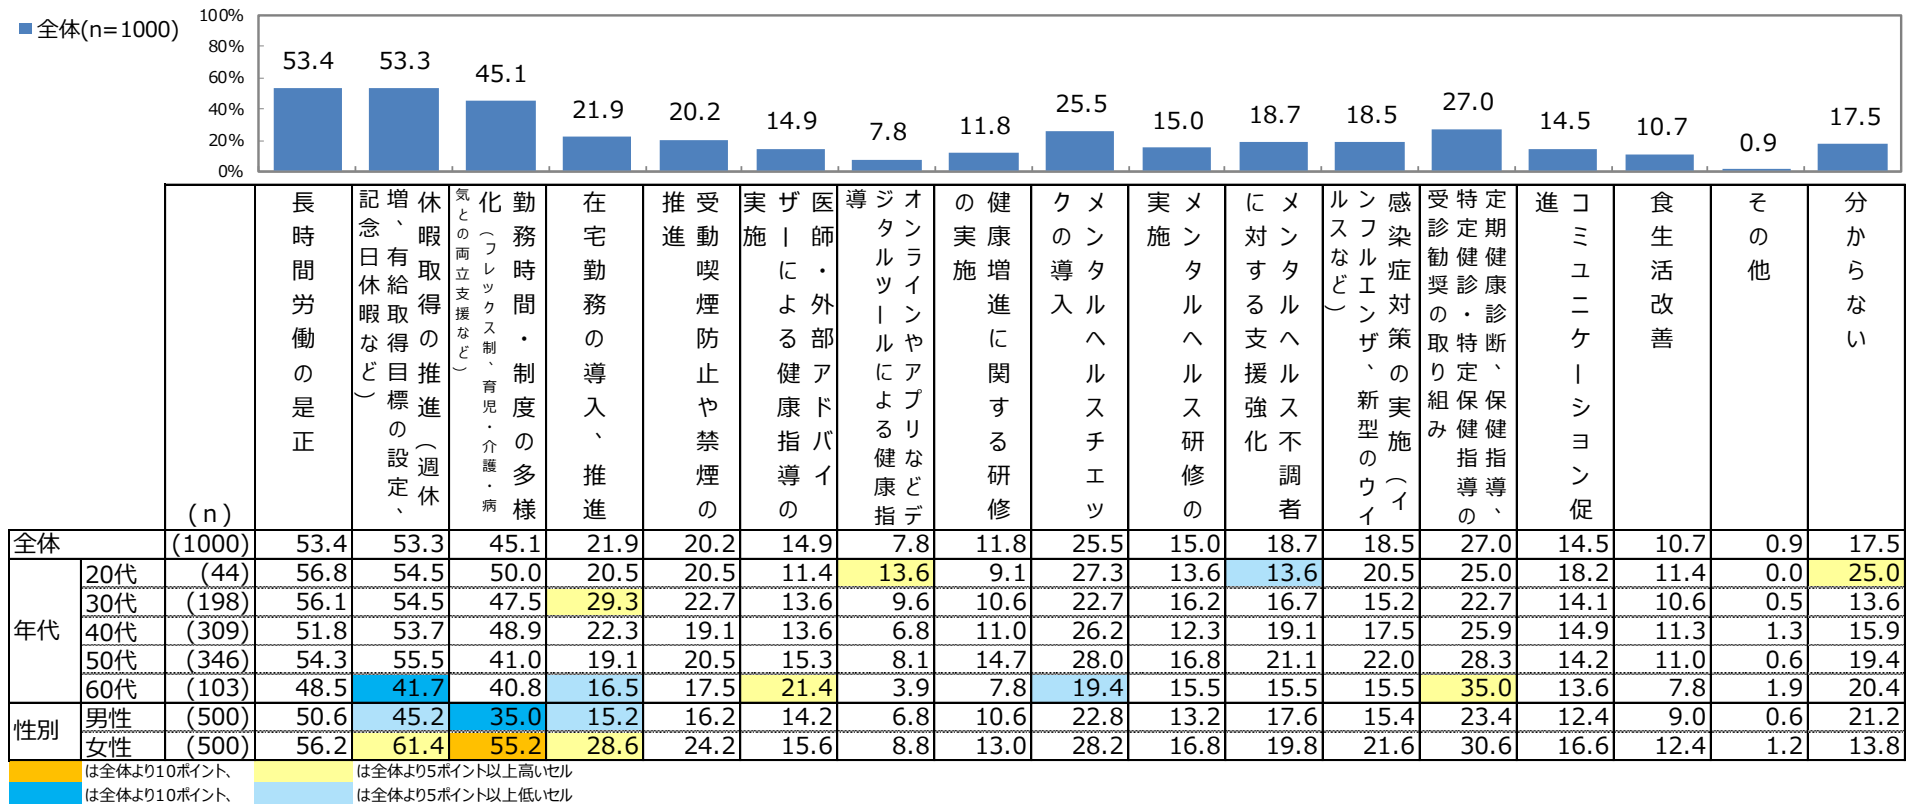 全体(n=1000)
100%
80%
60%
40%
20%
0%
53.4 53.3 45.1 21.9 20.2 14.9 7.8 11.8 25.5 15.0 18.7 18.5 27.0 14.5 10.7 0.9 17.5
(n)
長時間労働の是正
休暇取得の推進（週休
増、有給取得目標の設定、
記念日休暇など）
勤務時間・制度の多様
化（フレックス制、育児・介護・病
気との両立支援など）
在宅勤務の導入、推進
受動喫煙防止や禁煙の
推進
医師・外部アドバイ
ザーによる健康指導の
実施
オンラインやアプリなどデ
ジタルツールによる健康指
導
健康増進に関する研修
の実施
メンタルヘルスチェッ
クの導入
メンタルヘルス研修の
実施
メンタルヘルス不調者
に対する支援強化
感染症対策の実施（イ
ンフルエンザ、新型のウイ
ルスなど）
定期健康診断、保健指導、
特定健診・特定保健指導の
受診勧奨の取り組み
コミュニケーション促
進
食生活改善
その他
分からない
全体 (1000) 53.4 53.3 45.1 21.9 20.2 14.9 7.8 11.8 25.5 15.0 18.7 18.5 27.0 14.5 10.7 0.9 17.5
年代
20代 (44) 56.8 54.5 50.0 20.5 20.5 11.4 13.6 9.1 27.3 13.6 13.6 20.5 25.0 18.2 11.4 0.0 25.0
30代 (198) 56.1 54.5 47.5 29.3 22.7 13.6 9.6 10.6 22.7 16.2 16.7 15.2 22.7 14.1 10.6 0.5 13.6
40代 (309) 51.8 53.7 48.9 22.3 19.1 13.6 6.8 11.0 26.2 12.3 19.1 17.5 25.9 14.9 11.3 1.3 15.9
50代 (346) 54.3 55.5 41.0 19.1 20.5 15.3 8.1 14.7 28.0 16.8 21.1 22.0 28.3 14.2 11.0 0.6 19.4
60代 (103) 48.5 41.7 40.8 16.5 17.5 21.4 3.9 7.8 19.4 15.5 15.5 15.5 35.0 13.6 7.8 1.9 20.4
性別
男性 (500) 50.6 45.2 35.0 15.2 16.2 14.2 6.8 10.6 22.8 13.2 17.6 15.4 23.4 12.4 9.0 0.6 21.2
女性 (500) 56.2 61.4 55.2 28.6 24.2 15.6 8.8 13.0 28.2 16.8 19.8 21.6 30.6 16.6 12.4 1.2 13.8
は全体より10ポイント、 は全体より5ポイント以上高いセル
は全体より10ポイント、 は全体より5ポイント以上低いセル